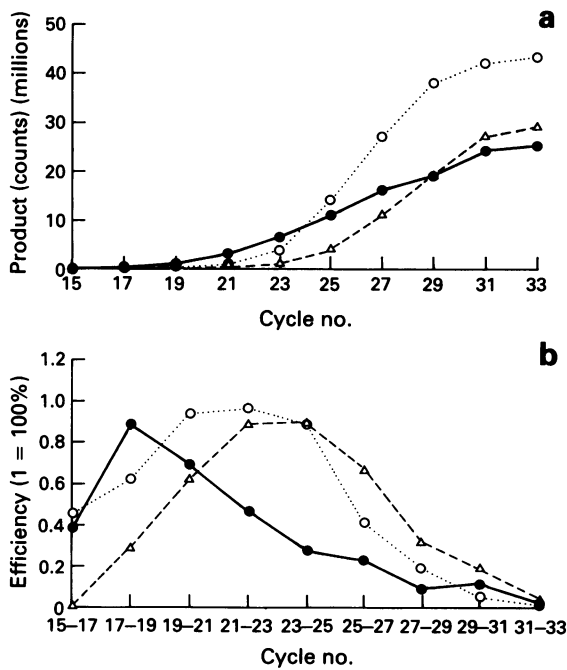 a
Product (counts) (millions)
50
40
30
20
10
0
15 17 19 21 23 25 27 29 31 33
Cycle no.
b
Efficiency (1 = 100%)
1.2
1.0
0.8
0.6
0.4
0.2
0
15–17 17–19 19–21 21–23 23–25 25–27 27–29 29–31 31–33
Cycle no.